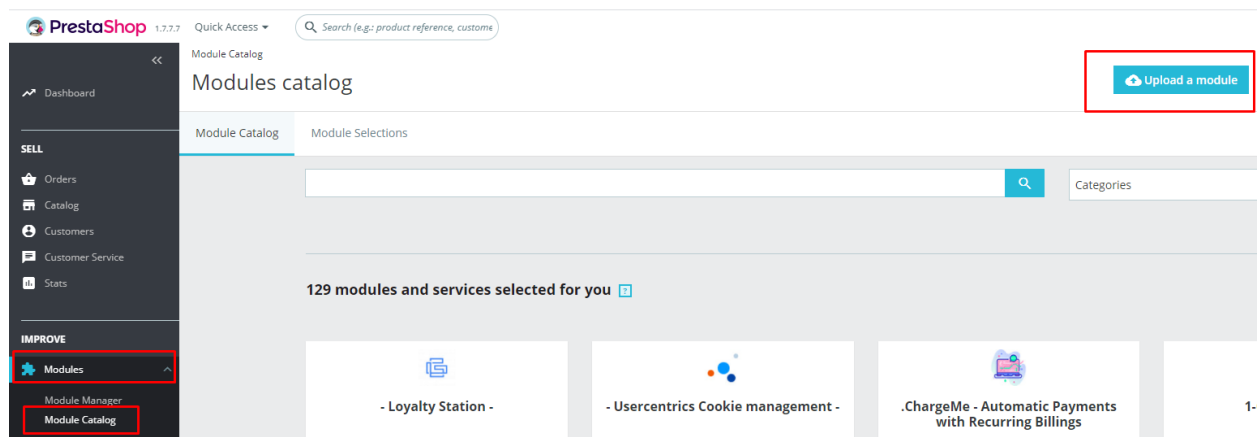 PrestaShop 1.7.7.7 Quick Access Search (e.g.: product reference, custome
Module Catalog
Modules catalog
Upload a module
Module Catalog Module Selections
Dashboard
SELL
Orders
Catalog
Customers
Customer Service
Stats
IMPROVE
Modules
Module Manager
Module Catalog
Categories
129 modules and services selected for you ?
- Loyalty Station -
- Usercentrics Cookie management -
.ChargeMe - Automatic Payments
with Recurring Billings
1-